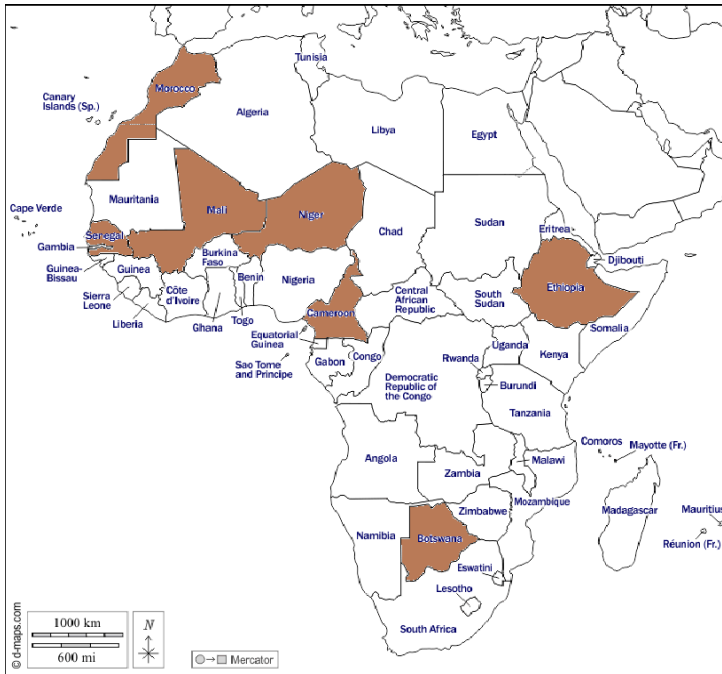 Tunisia
Morocco
Canary
Islands (Sp.)
Algeria
Libya
Egypt
Mauritania
Mali
Niger
Cape Verde
Chad
Sudan
Senegal
Eritrea
Gambia
Djibouti
Burkina
Faso
Guinea-
Bissau
Guinea
Benin
Nigeria
Ethiopia
Central
African
Republic
South
Sudan
Sierra
Leone
Côte
d'Ivoire
Cameroon
Togo
Ghana
Liberia
Somalia
Equatorial
Guinea
Uganda
Kenya
Congo
Gabon
Rwanda
Sao Tome
and Principe
Democratic
Republic of
the Congo
Burundi
Tanzania
Comoros
Mayotte (Fr.)
Angola
Malawi
Zambia
Mozambique
Madagascar
Mauritius
Zimbabwe
Namibia
Botswana
Réunion (Fr.)
Eswatini
Lesotho
South Africa
1000 km
600 mi
N
Mercator
© d-maps.com